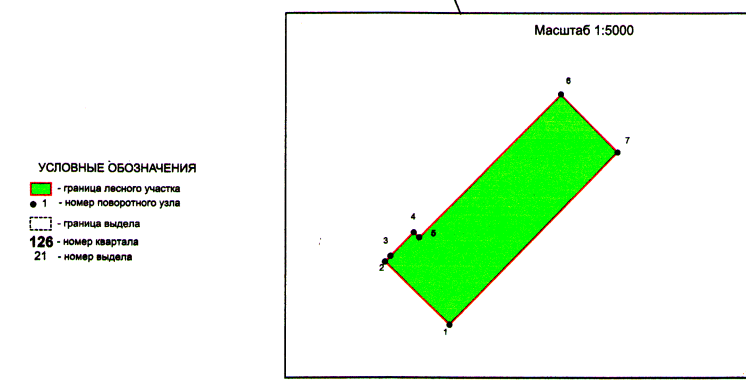 Масштаб 1:5000
6
7
4
5
3
2
1
УСЛОВНЫЕ ОБОЗНАЧЕНИЯ
- граница лесного участка
1 - номер поворотного узла
- граница выдела
126 - номер квартала
21 - номер выдела